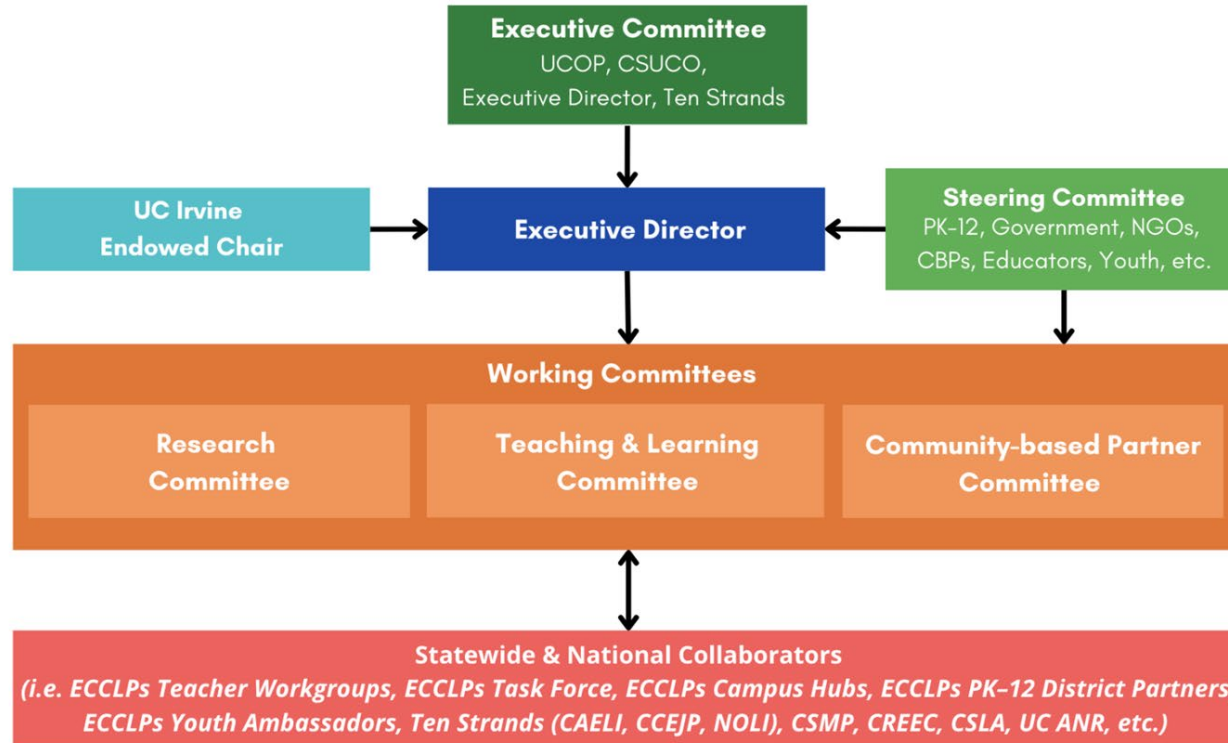 Executive Committee
UCOP, CSUCO,
Executive Director, Ten Strands
UC Irvine
Endowed Chair
Executive Director
Steering Committee
PK-12, Government, NGOs,
CBPs, Educators, Youth, etc.
Working Committees
Research
Committee
Teaching & Learning
Committee
Community-based Partner
Committee
Statewide & National Collaborators
(i.e. ECCLPs Teacher Workgroups, ECCLPs Task Force, ECCLPs Campus Hubs, ECCLPs PK–12 District Partners
ECCLPs Youth Ambassadors, Ten Strands (CAELI, CCEJP, NOLI), CSMP, CREEC, CSLA, UC ANR, etc.)